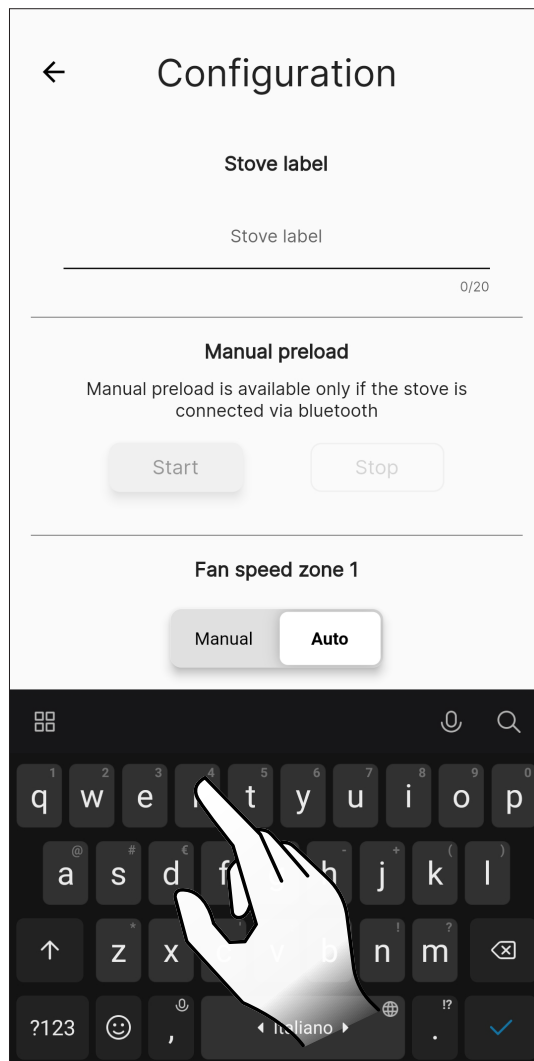 Configuration
Stove label
Stove label
0/20
Manual preload
Manual preload is available only if the stove is
connected via bluetooth
Start Stop
Fan speed zone 1
Manual Auto
1 2 3 4 5 6 7 8 9 0
q w e t y u i o p
@ # € - + ( )
a s d f h j k l
* ' ! ?
z x c v b n m
!?
?123 , Italiano .